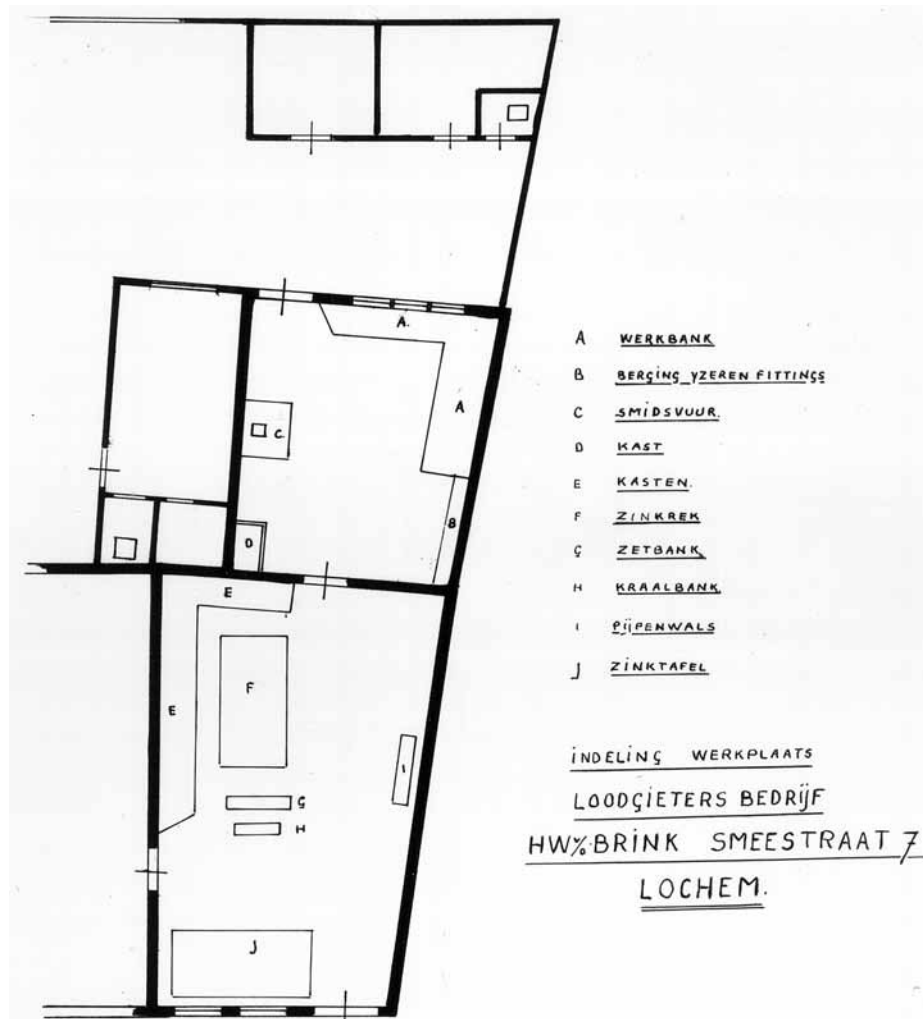 A.
A
C
B
D
E
F
E
I
G
H
J
A WERKBANK
B BERGING YZEREN FITTINGS
C SMIDSVUUR.
D KAST
E KASTEN.
F ZINKREK
G ZETBANK
H KRAALBANK
I PIJPENWALS
J ZINKTAFEL
INDELING WERKPLAATS
LOODGIETERS BEDRIJF
HW% BRINK SMEESTRAAT 7
LOCHEM.